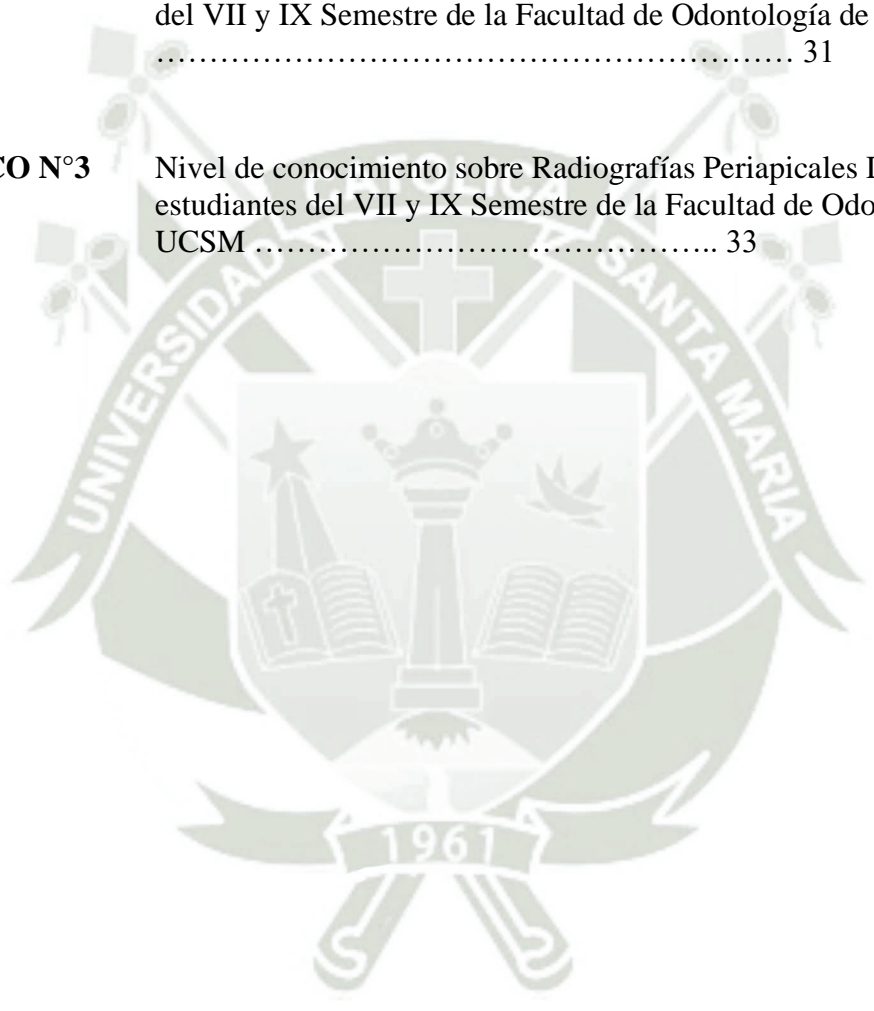 del VII y IX Semestre de la Facultad de Odontología de
………………………………………………… 31
CO N°3 Nivel de conocimiento sobre Radiografías Periapicales
estudiantes del VII y IX Semestre de la Facultad de Odo
UCSM …………………………………….. 33
UNIVERSIDAD CATOLICA SANTA MARIA
1961